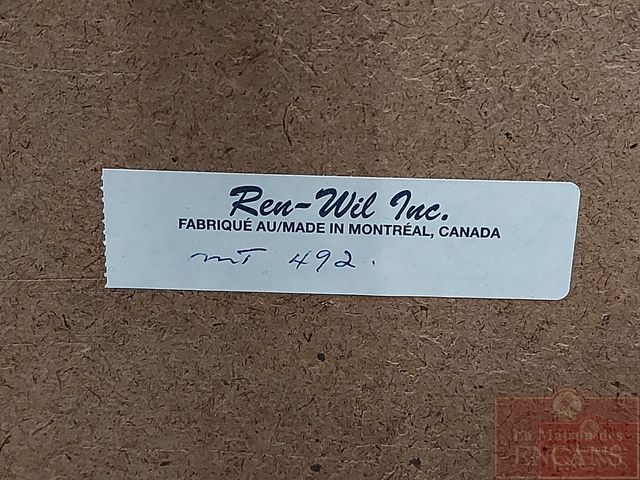 Ren-Wil Inc.
FABRIQUÉ AU/MADE IN MONTRÉAL, CANADA
mT 492.
La Maison des
ENCANS